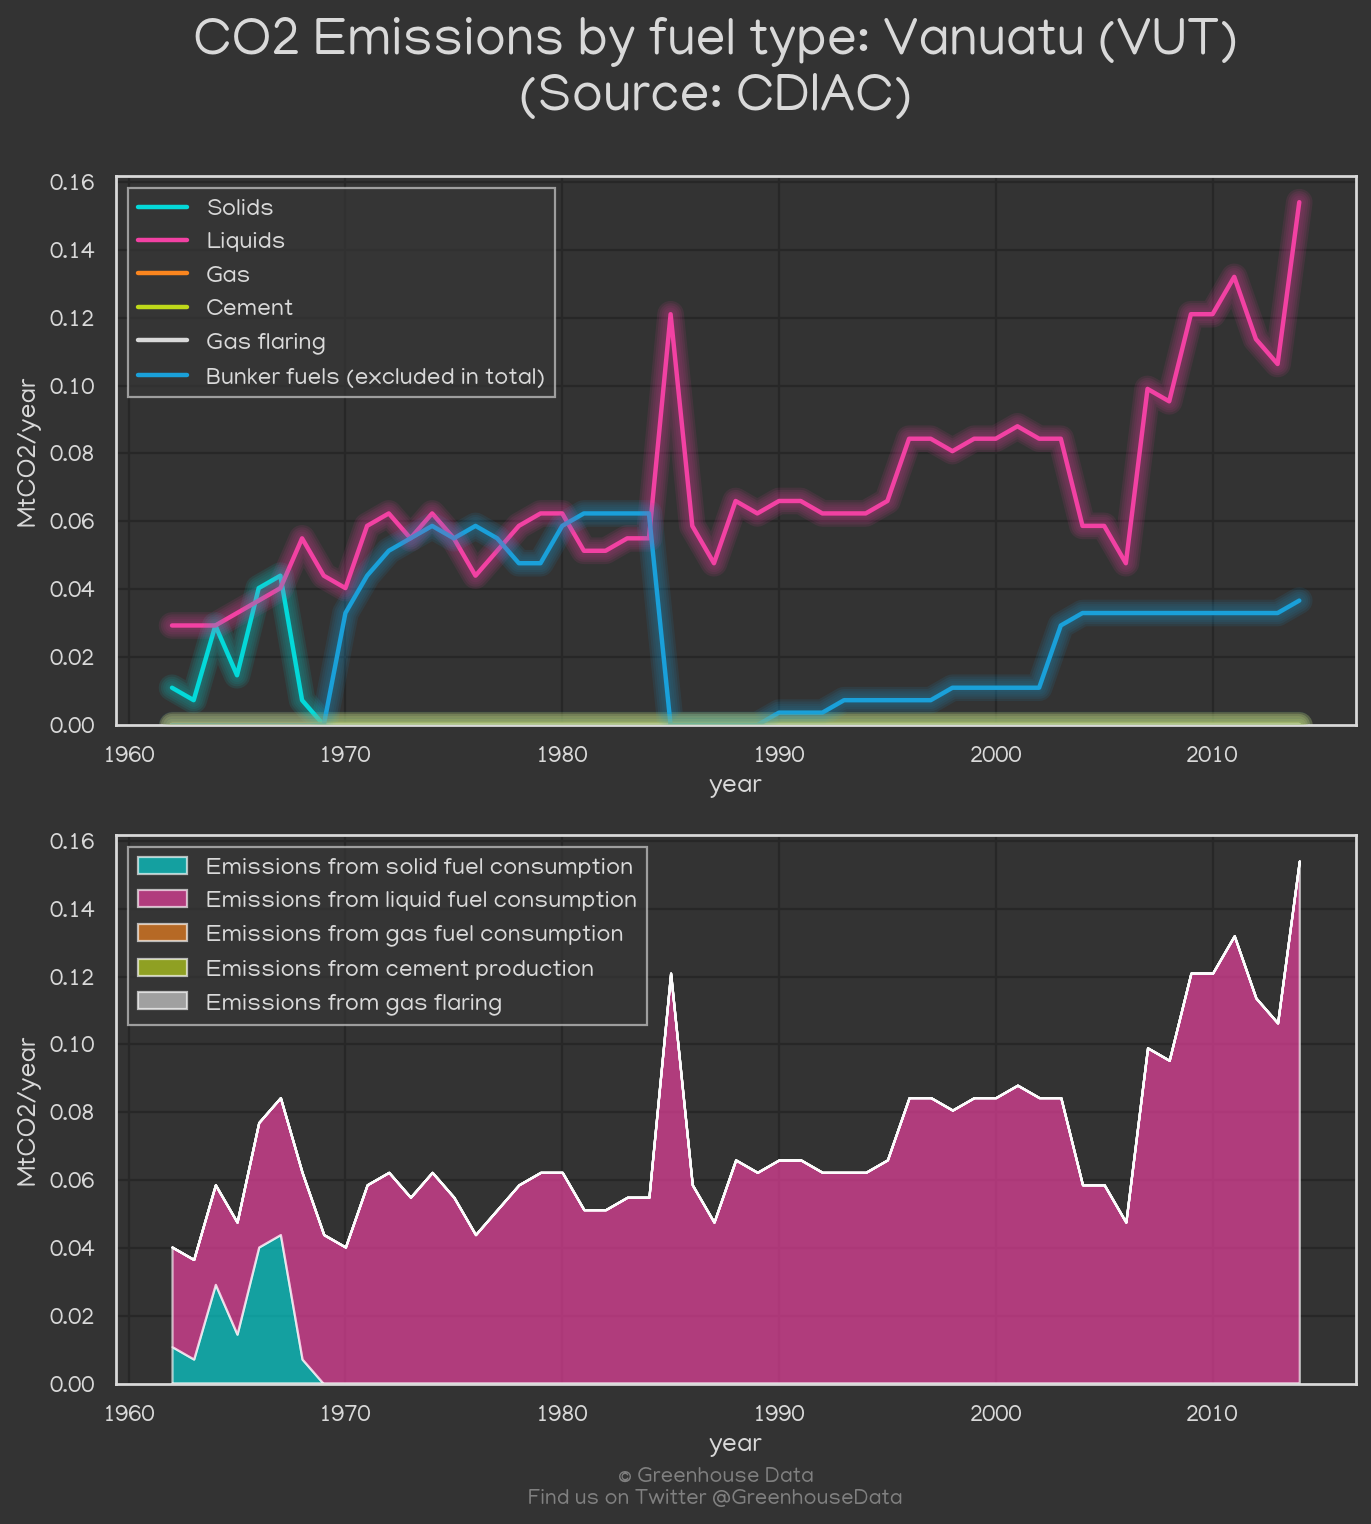 CO2 Emissions by fuel type: Vanuatu (VUT)
(Source: CDIAC)
0.16
0.14
0.12
0.10
0.08
0.06
0.04
0.02
0.00
MtCO2/year
Solids
Liquids
Gas
Cement
Gas flaring
Bunker fuels (excluded in total)
1960 1970 1980 1990 2000 2010
year
0.16
0.14
0.12
0.10
0.08
0.06
0.04
0.02
0.00
MtCO2/year
Emissions from solid fuel consumption
Emissions from liquid fuel consumption
Emissions from gas fuel consumption
Emissions from cement production
Emissions from gas flaring
1960 1970 1980 1990 2000 2010
year
© Greenhouse Data
Find us on Twitter @GreenhouseData